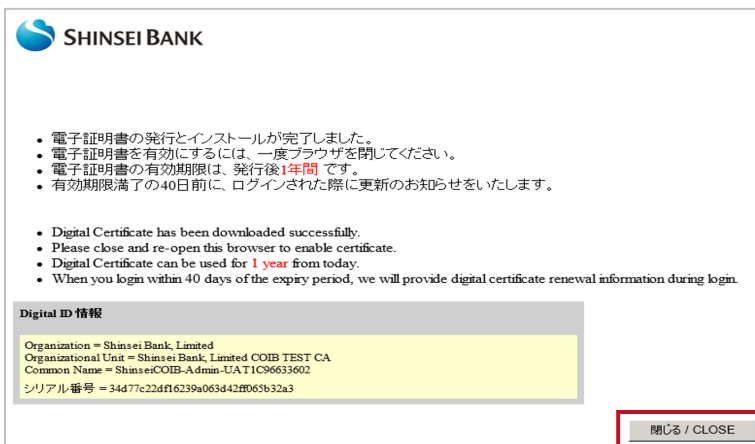 SHINSEI BANK
• 電子証明書の発行とインストールが完了しました。
• 電子証明書を有効にするには、一度ブラウザを閉じてください。
• 電子証明書の有効期限は、発行後1年間 です。
• 有効期限満了の40日前に、ログインされた際に更新のお知らせをいたします。
• Digital Certificate has been downloaded successfully.
• Please close and re-open this browser to enable certificate.
• Digital Certificate can be used for 1 year from today.
• When you login within 40 days of the expiry period, we will provide digital certificate renewal information during login.
Digital ID 情報
Organization = Shinsei Bank, Limited
Organizational Unit = Shinsei Bank, Limited COIB TEST CA
Common Name = ShinseiCOIB-Admin-UAT1C96633602
シリアル番号 = 34d77c22df16239a063d42ff065b32a3
閉じる / CLOSE